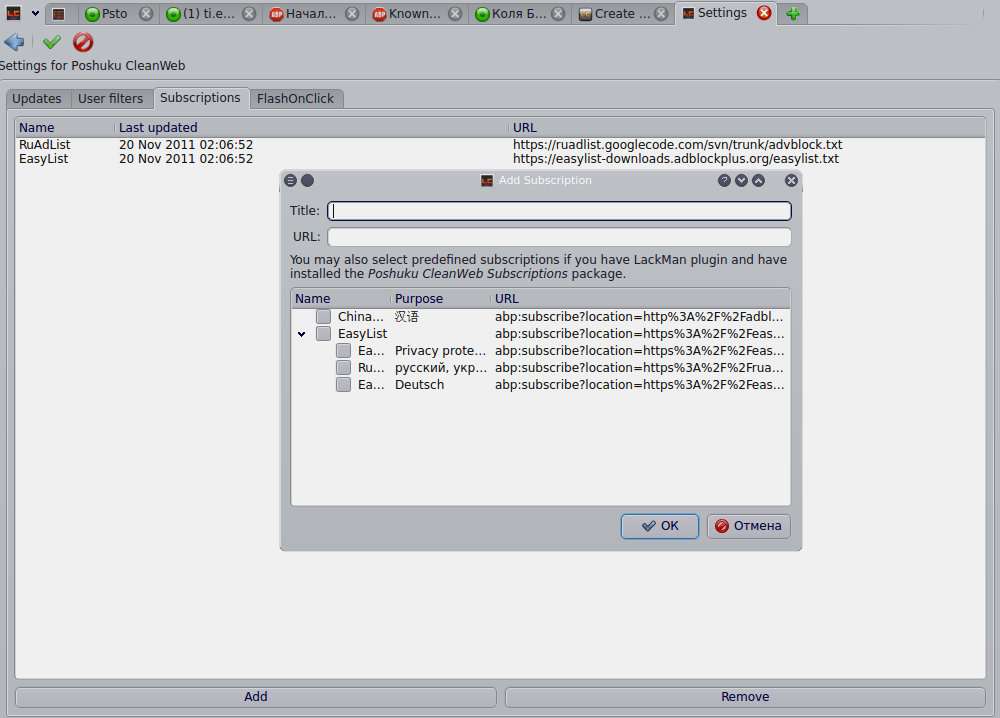 Psto
(1) ti.e...
Начал...
Known...
Коля Б...
Create ...
Settings
Settings for Poshuku CleanWeb
Updates User filters Subscriptions FlashOnClick
Name Last updated URL
RuAdList 20 Nov 2011 02:06:52 https://ruadlist.googlecode.com/svn/trunk/advblock.txt
EasyList 20 Nov 2011 02:06:52 https://easylist-downloads.adblockplus.org/easylist.txt
Add Subscription
Title:
URL:
You may also select predefined subscriptions if you have LackMan plugin and have
installed the Poshuku CleanWeb Subscriptions package.
Name Purpose URL
China... 汉语 abp:subscribe?location=http%3A%2F%2Fadbl...
EasyList abp:subscribe?location=https%3A%2F%2Feas...
Ea... Privacy prote... abp:subscribe?location=https%3A%2F%2Feas...
Ru... русский, укр... abp:subscribe?location=https%3A%2F%2Frua...
Ea... Deutsch abp:subscribe?location=https%3A%2F%2Feas...
OK Отмена
Add Remove